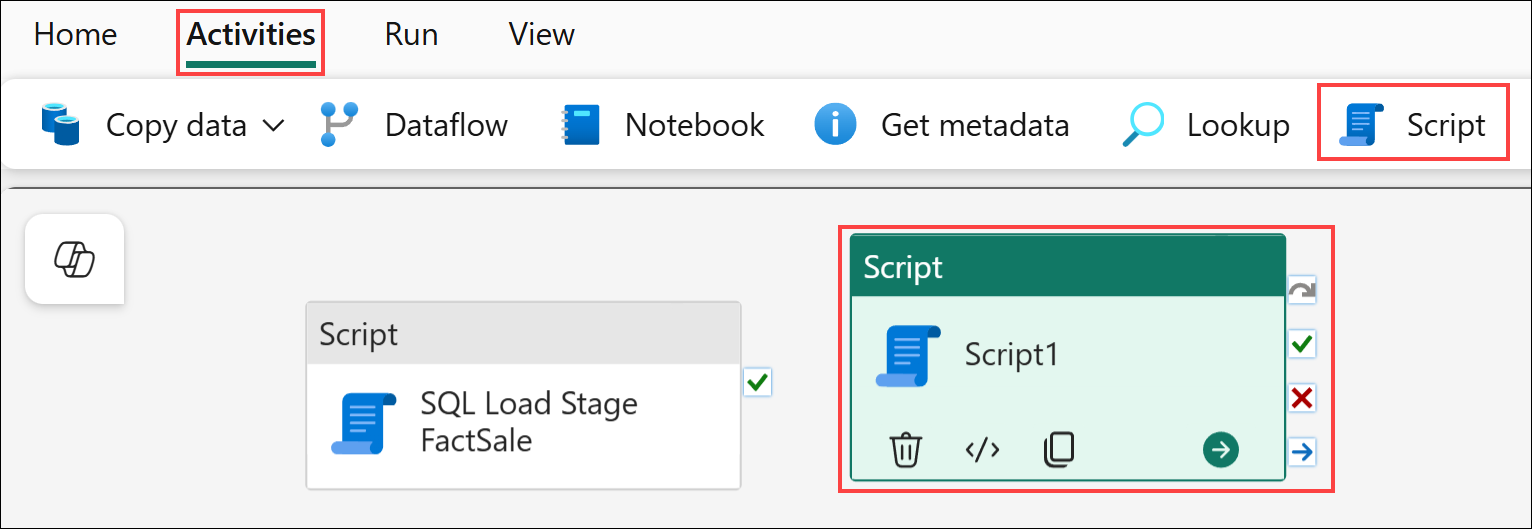 Home Activities Run View
Copy data Dataflow Notebook Get metadata Lookup Script
Script
SQL Load Stage
FactSale
Script
Script1